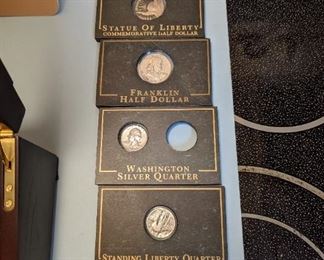 STATUE OF LIBERTY
COMMEMORATIVE HALF DOLLAR
FRANKLIN
HALF DOLLAR
WASHINGTON
SILVER QUARTER
STANDING LIBERTY QUARTER